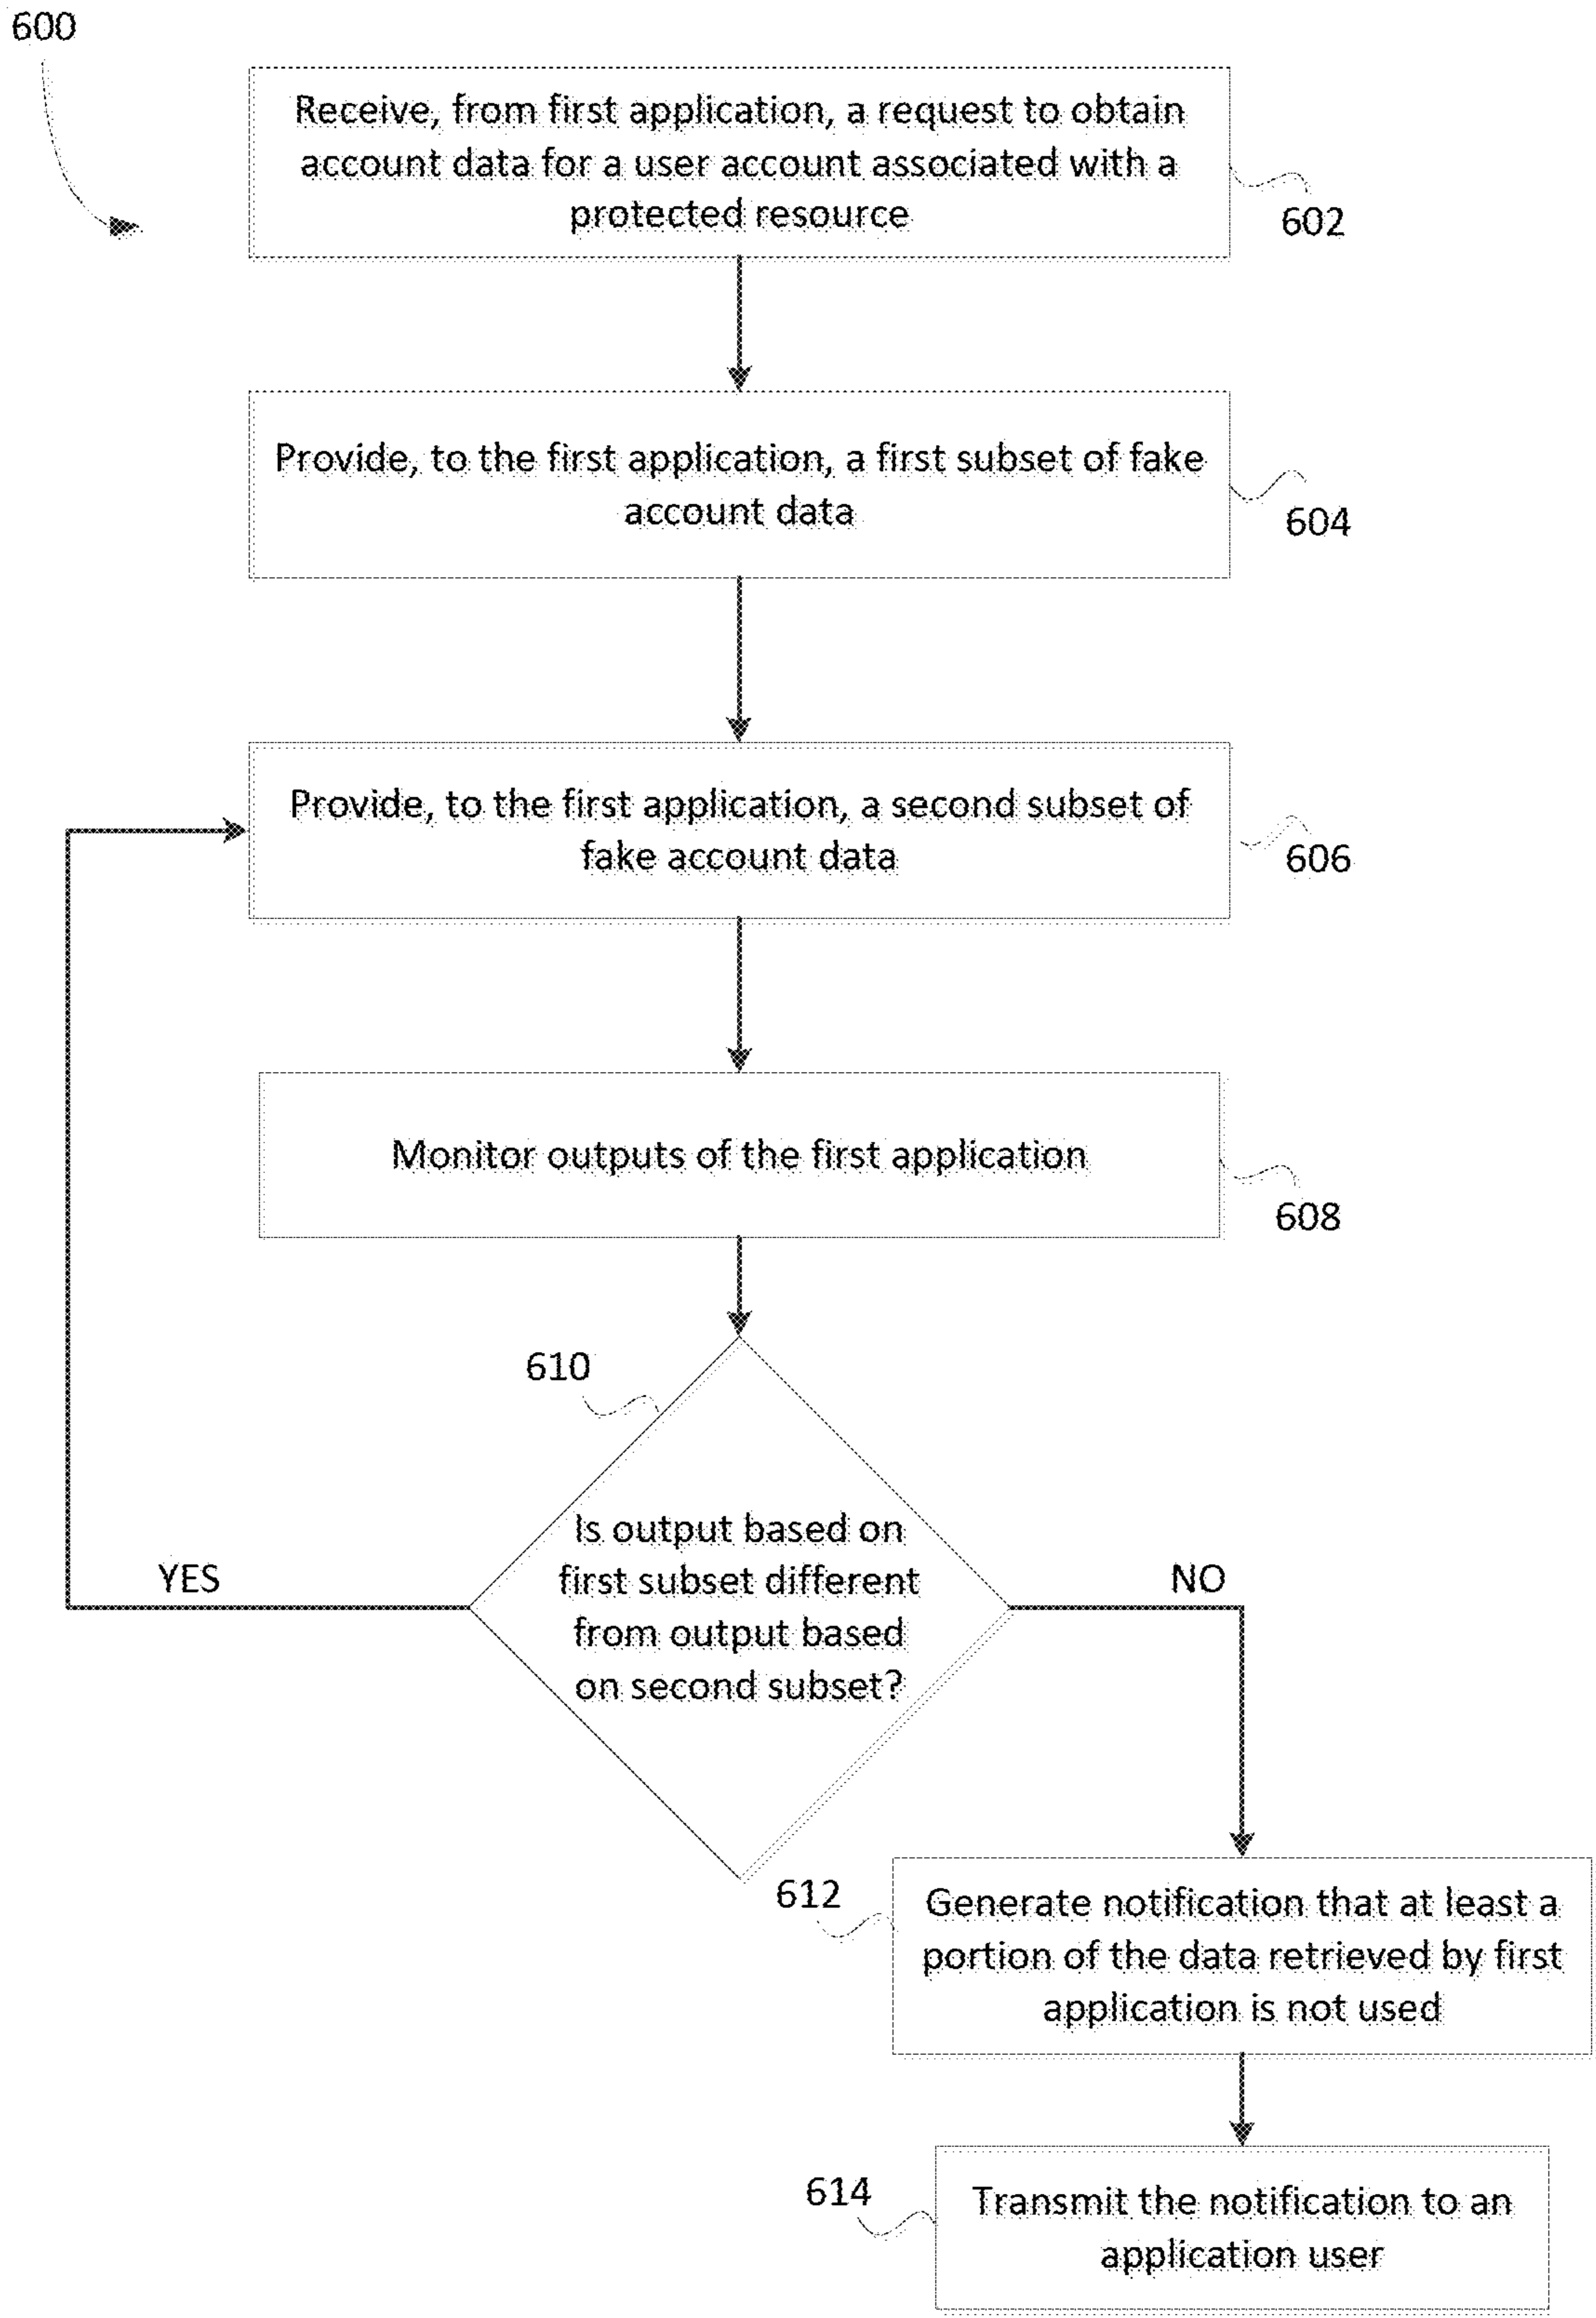 600
Receive, from first application, a request to obtain
account data for a user account associated with a
protected resource
602
Provide, to the first application, a first subset of fake
account data
604
Provide, to the first application, a second subset of
fake account data
606
Monitor outputs of the first application
608
610
Is output based on
first subset different
from output based
on second subset?
YES
NO
612
Generate notification that at least a
portion of the data retrieved by first
application is not used
614
Transmit the notification to an
application user